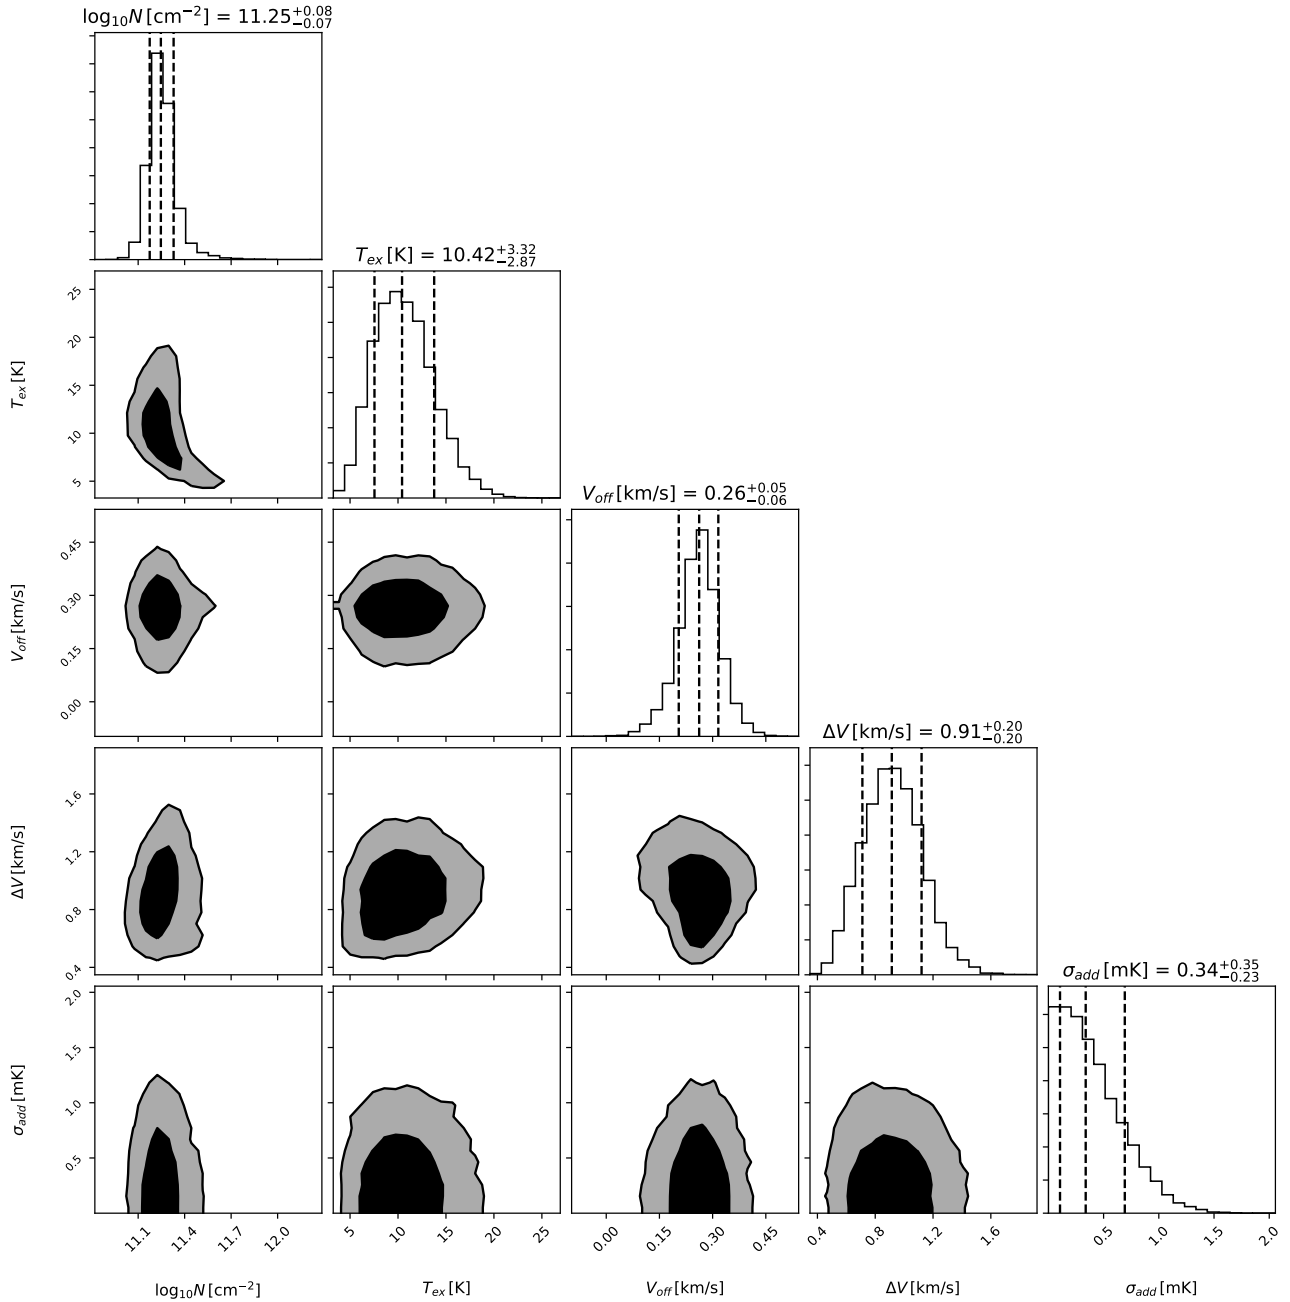 log₁₀N [cm⁻²] = 11.25 +0.08 −0.07
Tₑₓ [K] = 10.42 +3.32 −2.87
25
20
15
10
5
Tₑₓ [K]
V_off [km/s] = 0.26 +0.05 −0.06
0.45
0.30
0.15
0.00
V_off [km/s]
ΔV [km/s] = 0.91 +0.20 −0.20
1.6
1.2
0.8
0.4
ΔV [km/s]
σ_add [mK] = 0.34 +0.35 −0.23
2.0
1.5
1.0
0.5
σ_add [mK]
11.1 11.4 11.7 12.0 5 10 15 20 25 0.00 0.15 0.30 0.45 0.4 0.8 1.2 1.6 0.5 1.0 1.5 2.0
log₁₀N [cm⁻²] Tₑₓ [K] V_off [km/s] ΔV [km/s] σ_add [mK]